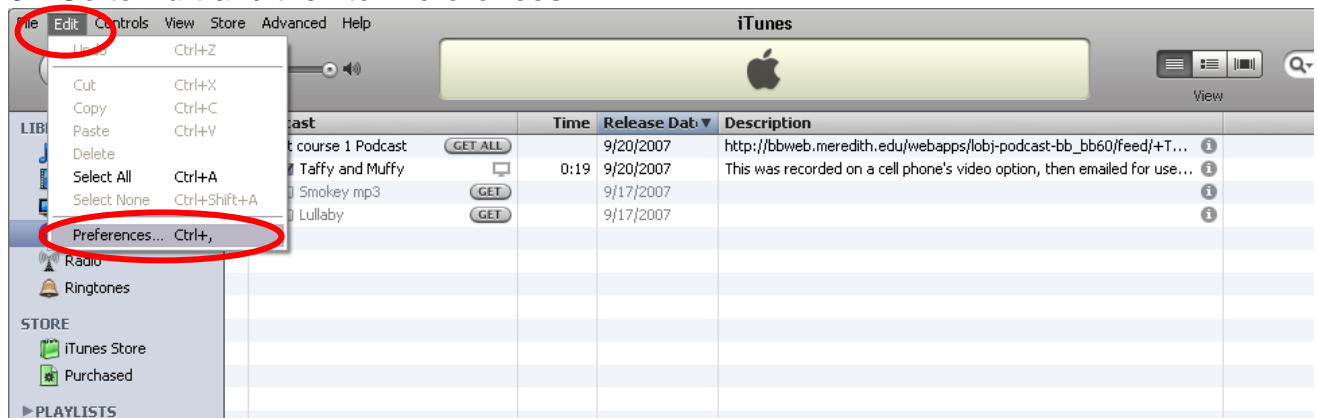 File Edit Controls View Store Advanced Help
iTunes
Undo Ctrl+Z
Cut Ctrl+X
Copy Ctrl+C
Paste Ctrl+V
Delete
Select All Ctrl+A
Select None Ctrl+Shift+A
Preferences... Ctrl+,
View
Time Release Dat Description
course 1 Podcast GET ALL 9/20/2007 http://bbweb.meredith.edu/webapps/lobj-podcast-bb_bb60/feed/+T...
Taffy and Muffy 0:19 9/20/2007 This was recorded on a cell phone's video option, then emailed for use...
Smokey mp3 GET 9/17/2007
Lullaby GET 9/17/2007
Radio
Ringtones
STORE
iTunes Store
Purchased
PLAYLISTS